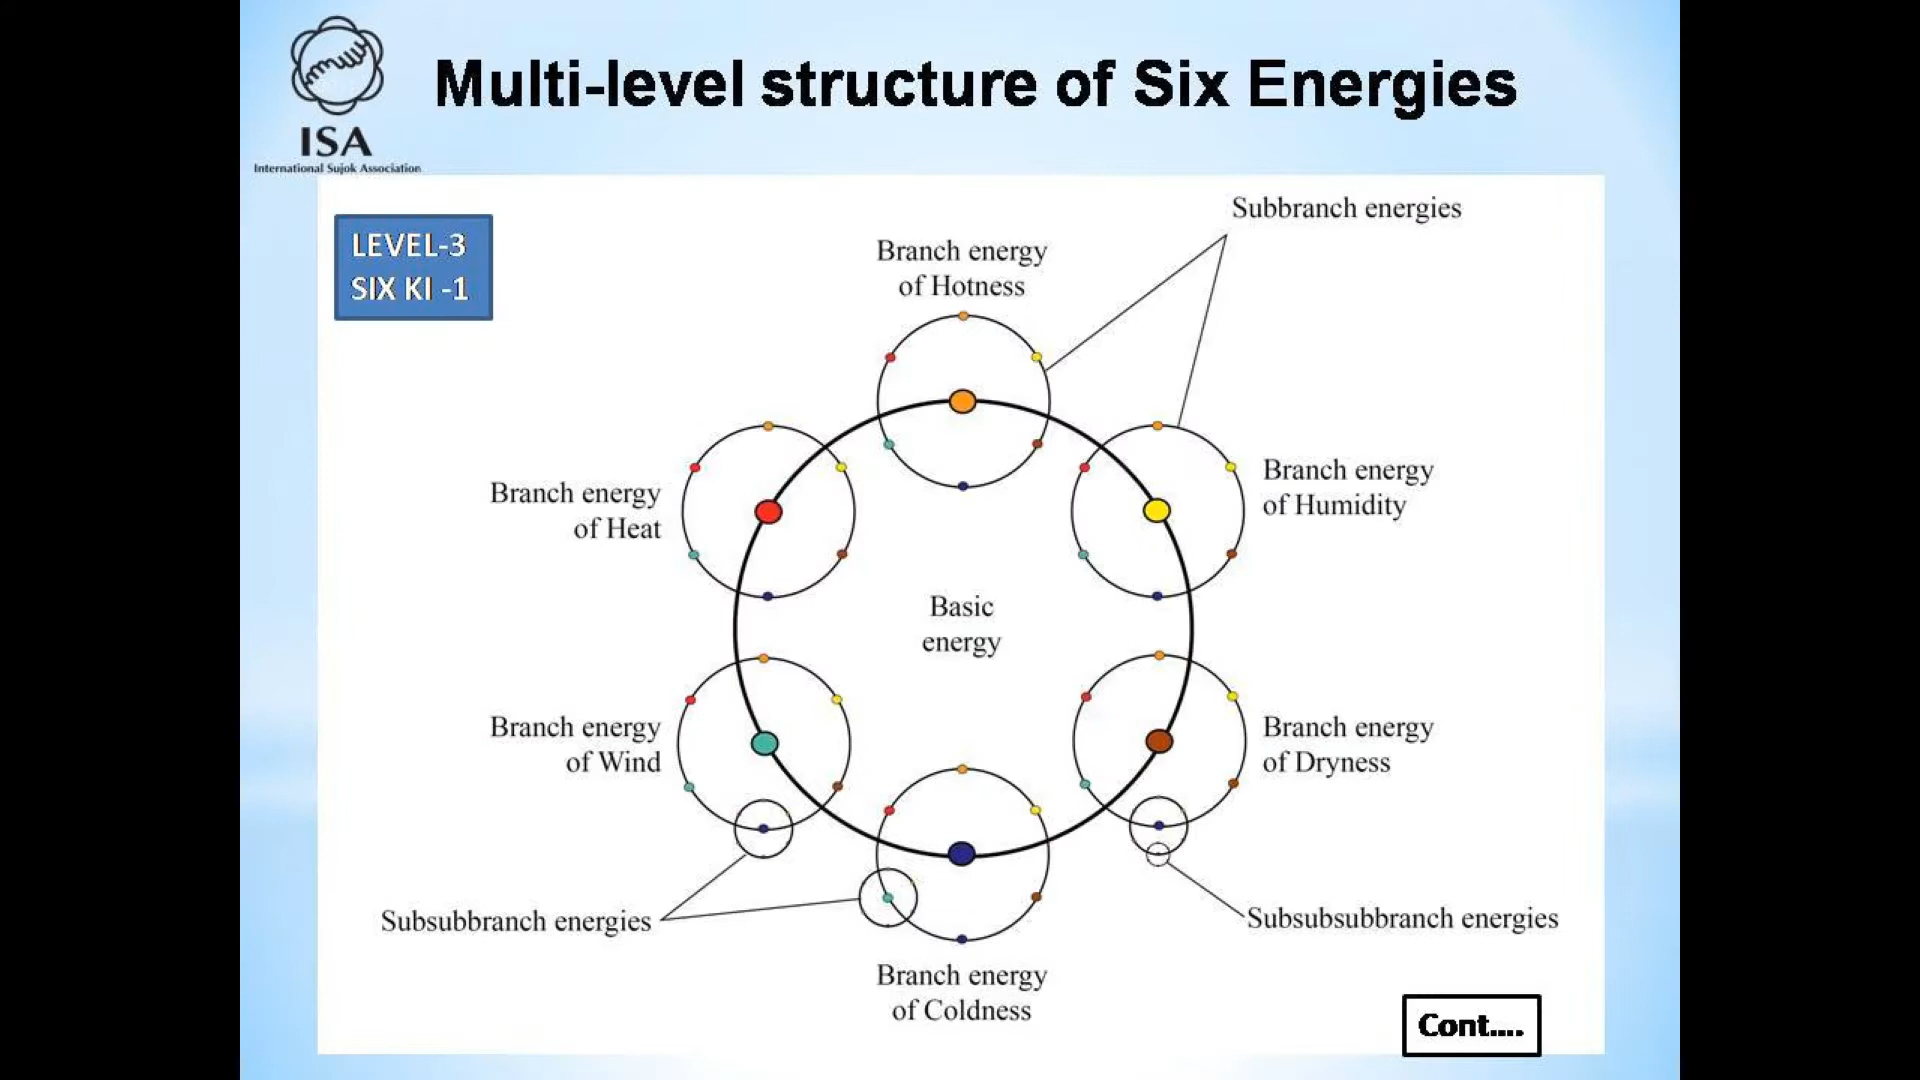 ISA
International Sujok Association
Multi-level structure of Six Energies
LEVEL-3
SIX KI -1
Subbranch energies
Branch energy
of Hotness
Branch energy
of Heat
Branch energy
of Humidity
Basic
energy
Branch energy
of Wind
Branch energy
of Dryness
Subsubbranch energies
Subsubsubbranch energies
Branch energy
of Coldness
Cont....